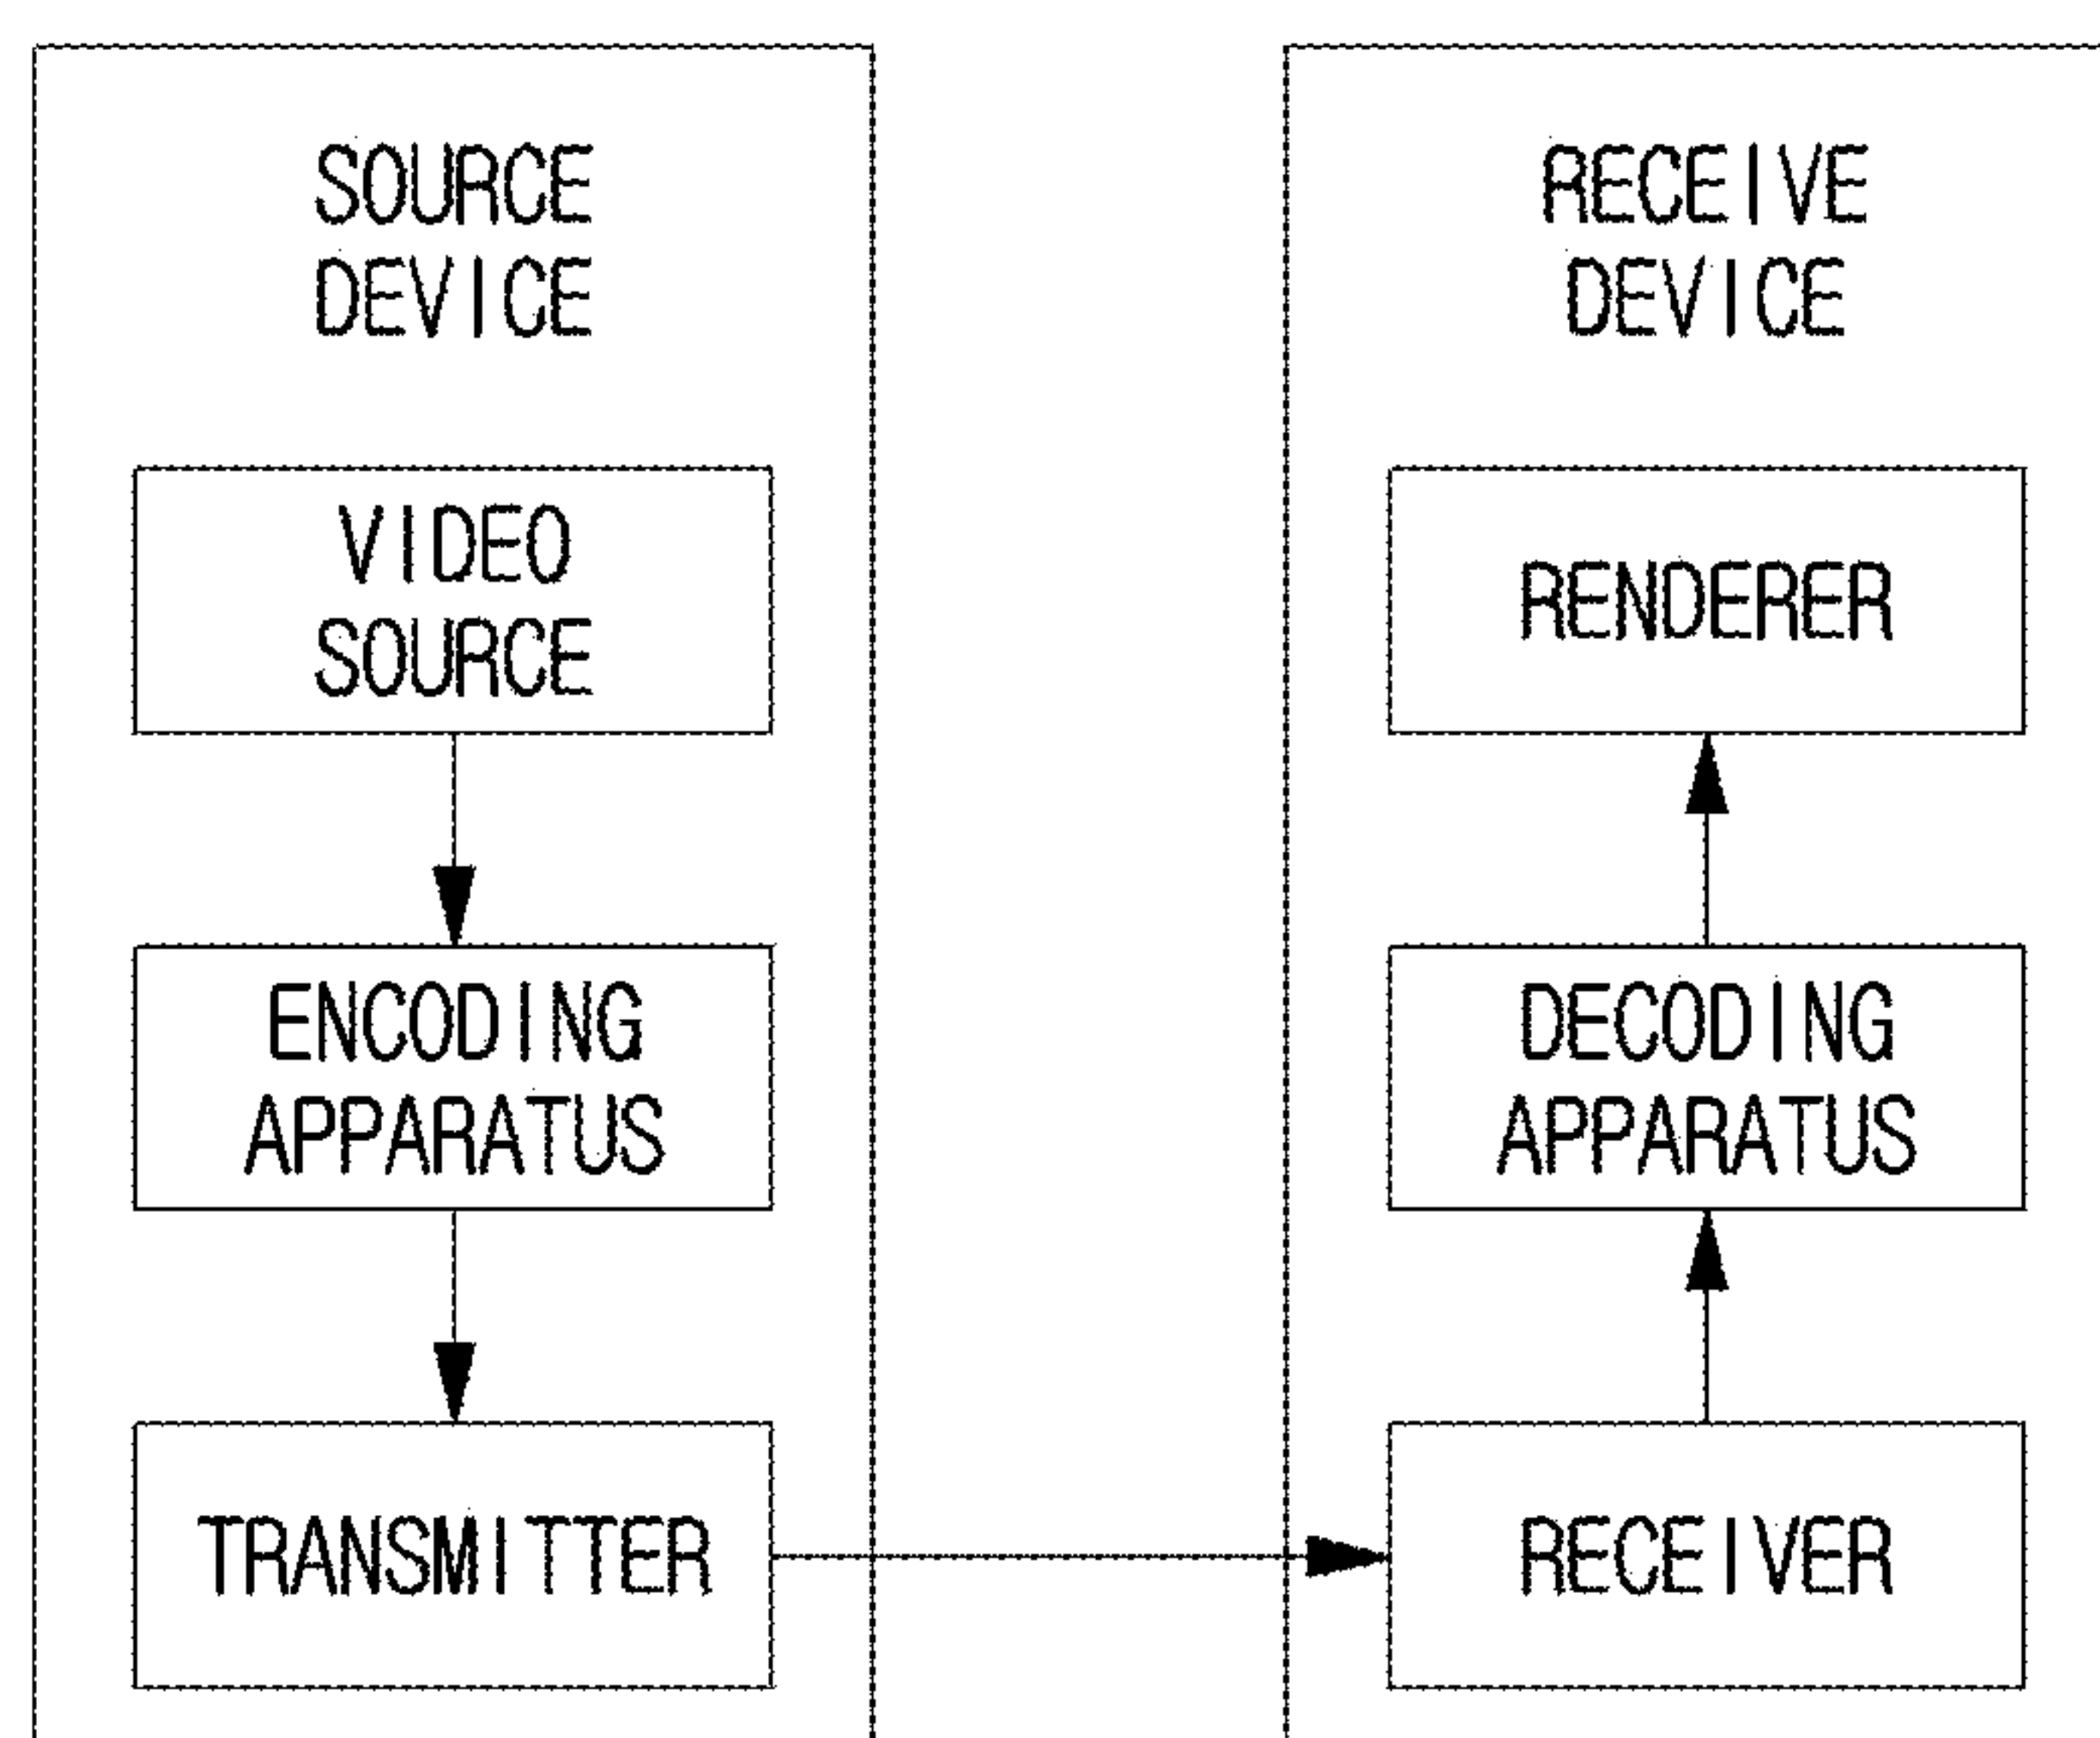 SOURCE
DEVICE
VIDEO
SOURCE
ENCODING
APPARATUS
TRANSMITTER
RECEIVE
DEVICE
RENDERER
DECODING
APPARATUS
RECEIVER